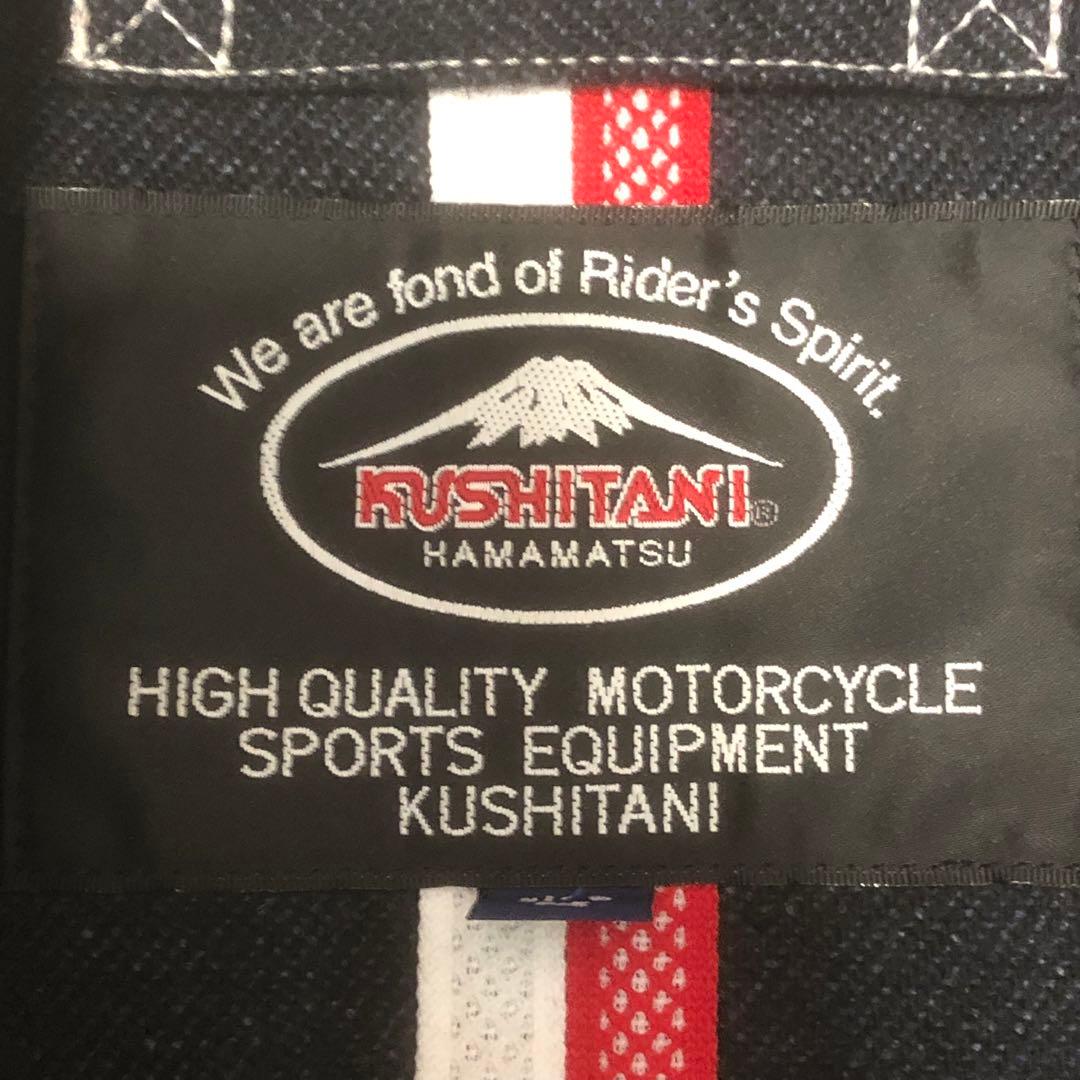 We are fond of Rider's Spirit.
KUSHITANI®
HAMAMATSU
HIGH QUALITY MOTORCYCLE
SPORTS EQUIPMENT
KUSHITANI